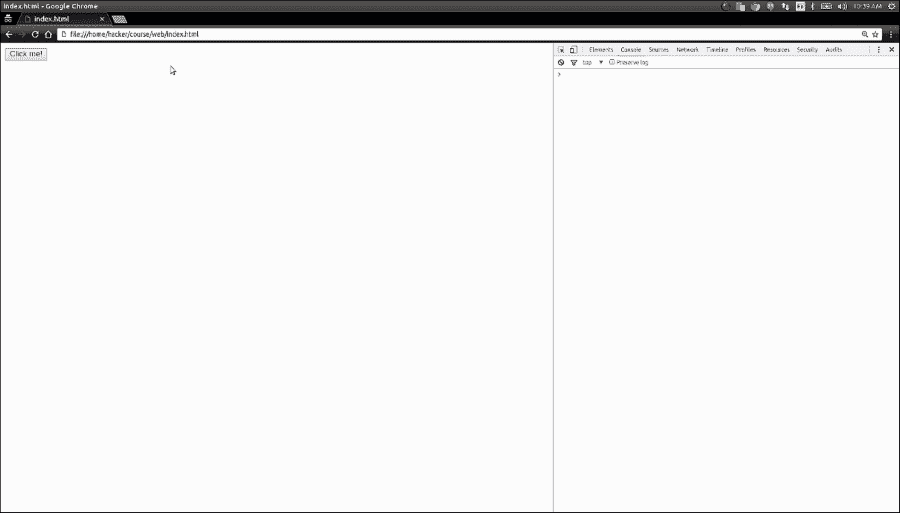 index.html - Google Chrome
10:39 AM
index.html
file:///home/hacker/course/web/index.html
Click me!
Elements Console Sources Network Timeline Profiles Resources Security Audits
top Preserve log